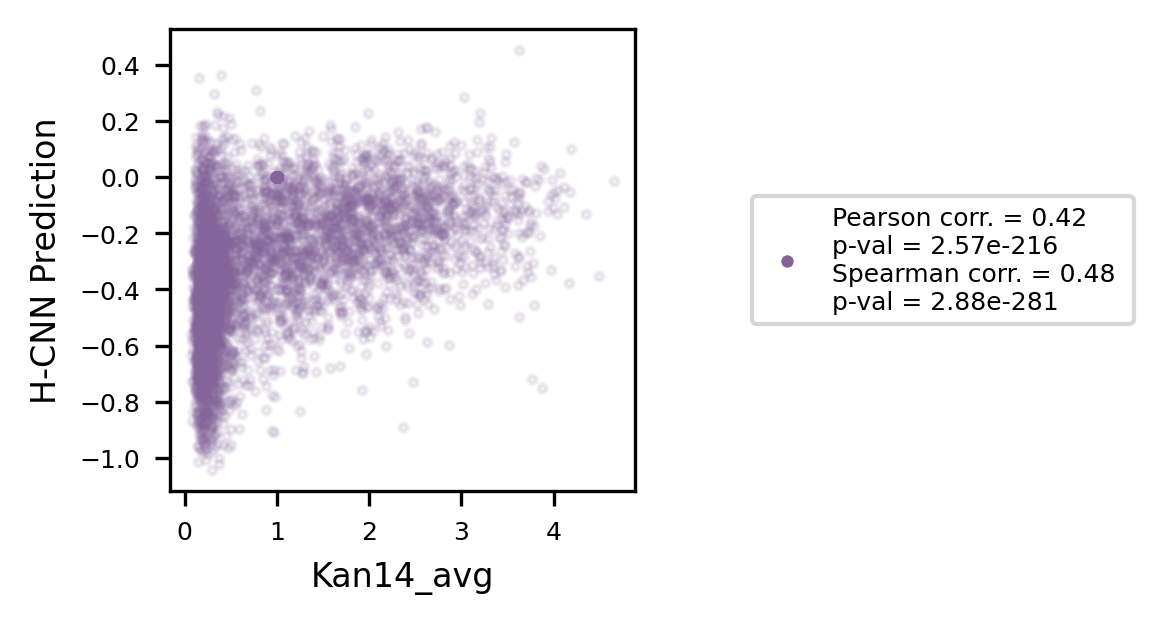 H-CNN Prediction
0.4
0.2
0.0
−0.2
−0.4
−0.6
−0.8
−1.0
0 1 2 3 4
Kan14_avg
Pearson corr. = 0.42
p-val = 2.57e-216
Spearman corr. = 0.48
p-val = 2.88e-281